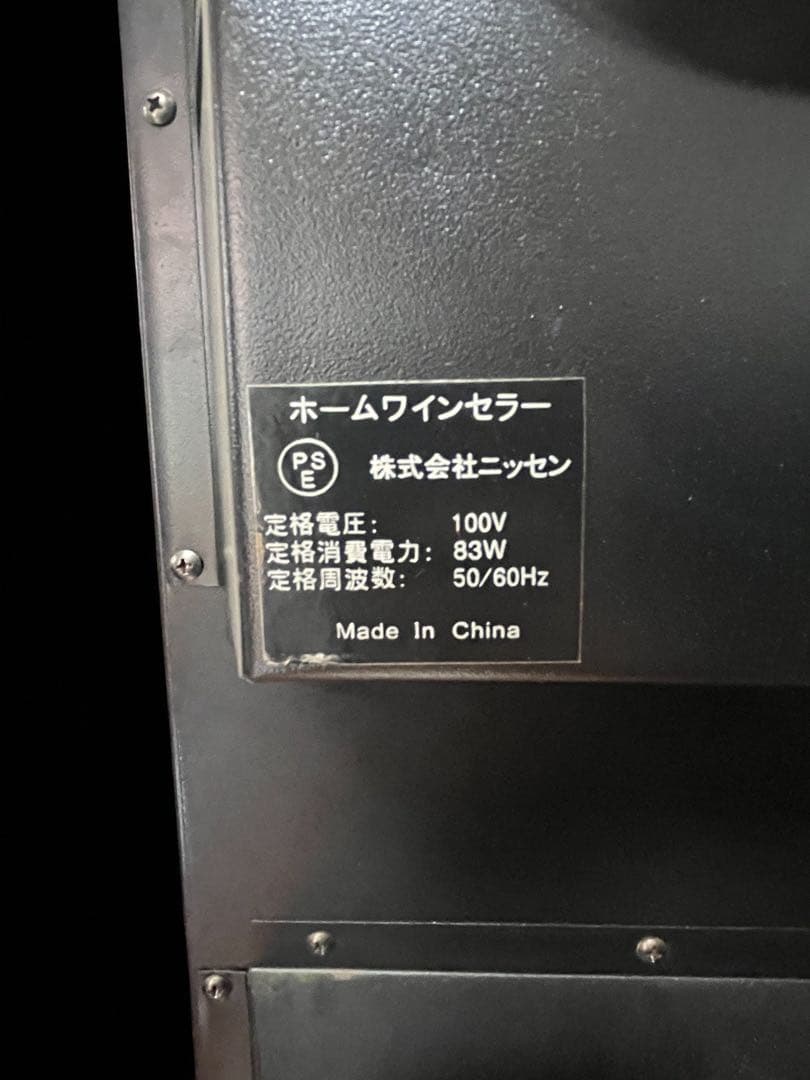 ホームワインセラー
PSE 株式会社ニッセン
定格電圧: 100V
定格消費電力: 83W
定格周波数: 50/60Hz
Made In China